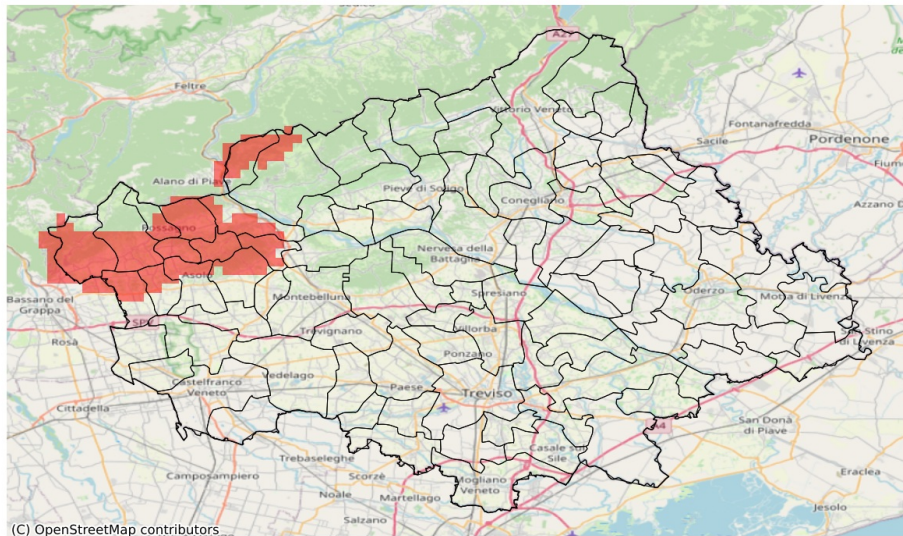 A27
Feltre
Vittorio Veneto
Fontanafredda
Sacile
Pordenone
Fium
Alano di Piave
Pieve di Soligo
Conegliano
Azzano D
Possagno
Nervesa della
Battaglia
Asolo
Bassano del
Grappa
Montebelluna
Spresiano
Oderzo
Motta di Livenza
SPV
Rosà
Trevignano
Villorba
San Stino
di Livenza
Ponzano
Vedelago
Castelfranco
Veneto
Paese
Treviso
Cittadella
A4
San Donà
di Piave
Trebaseleghe
Casale sul
Sile
Camposampiero
Scorzè
Mogliano
Veneto
Eraclea
Noale
Martellago
Jesolo
Salzano
(C) OpenStreetMap contributors